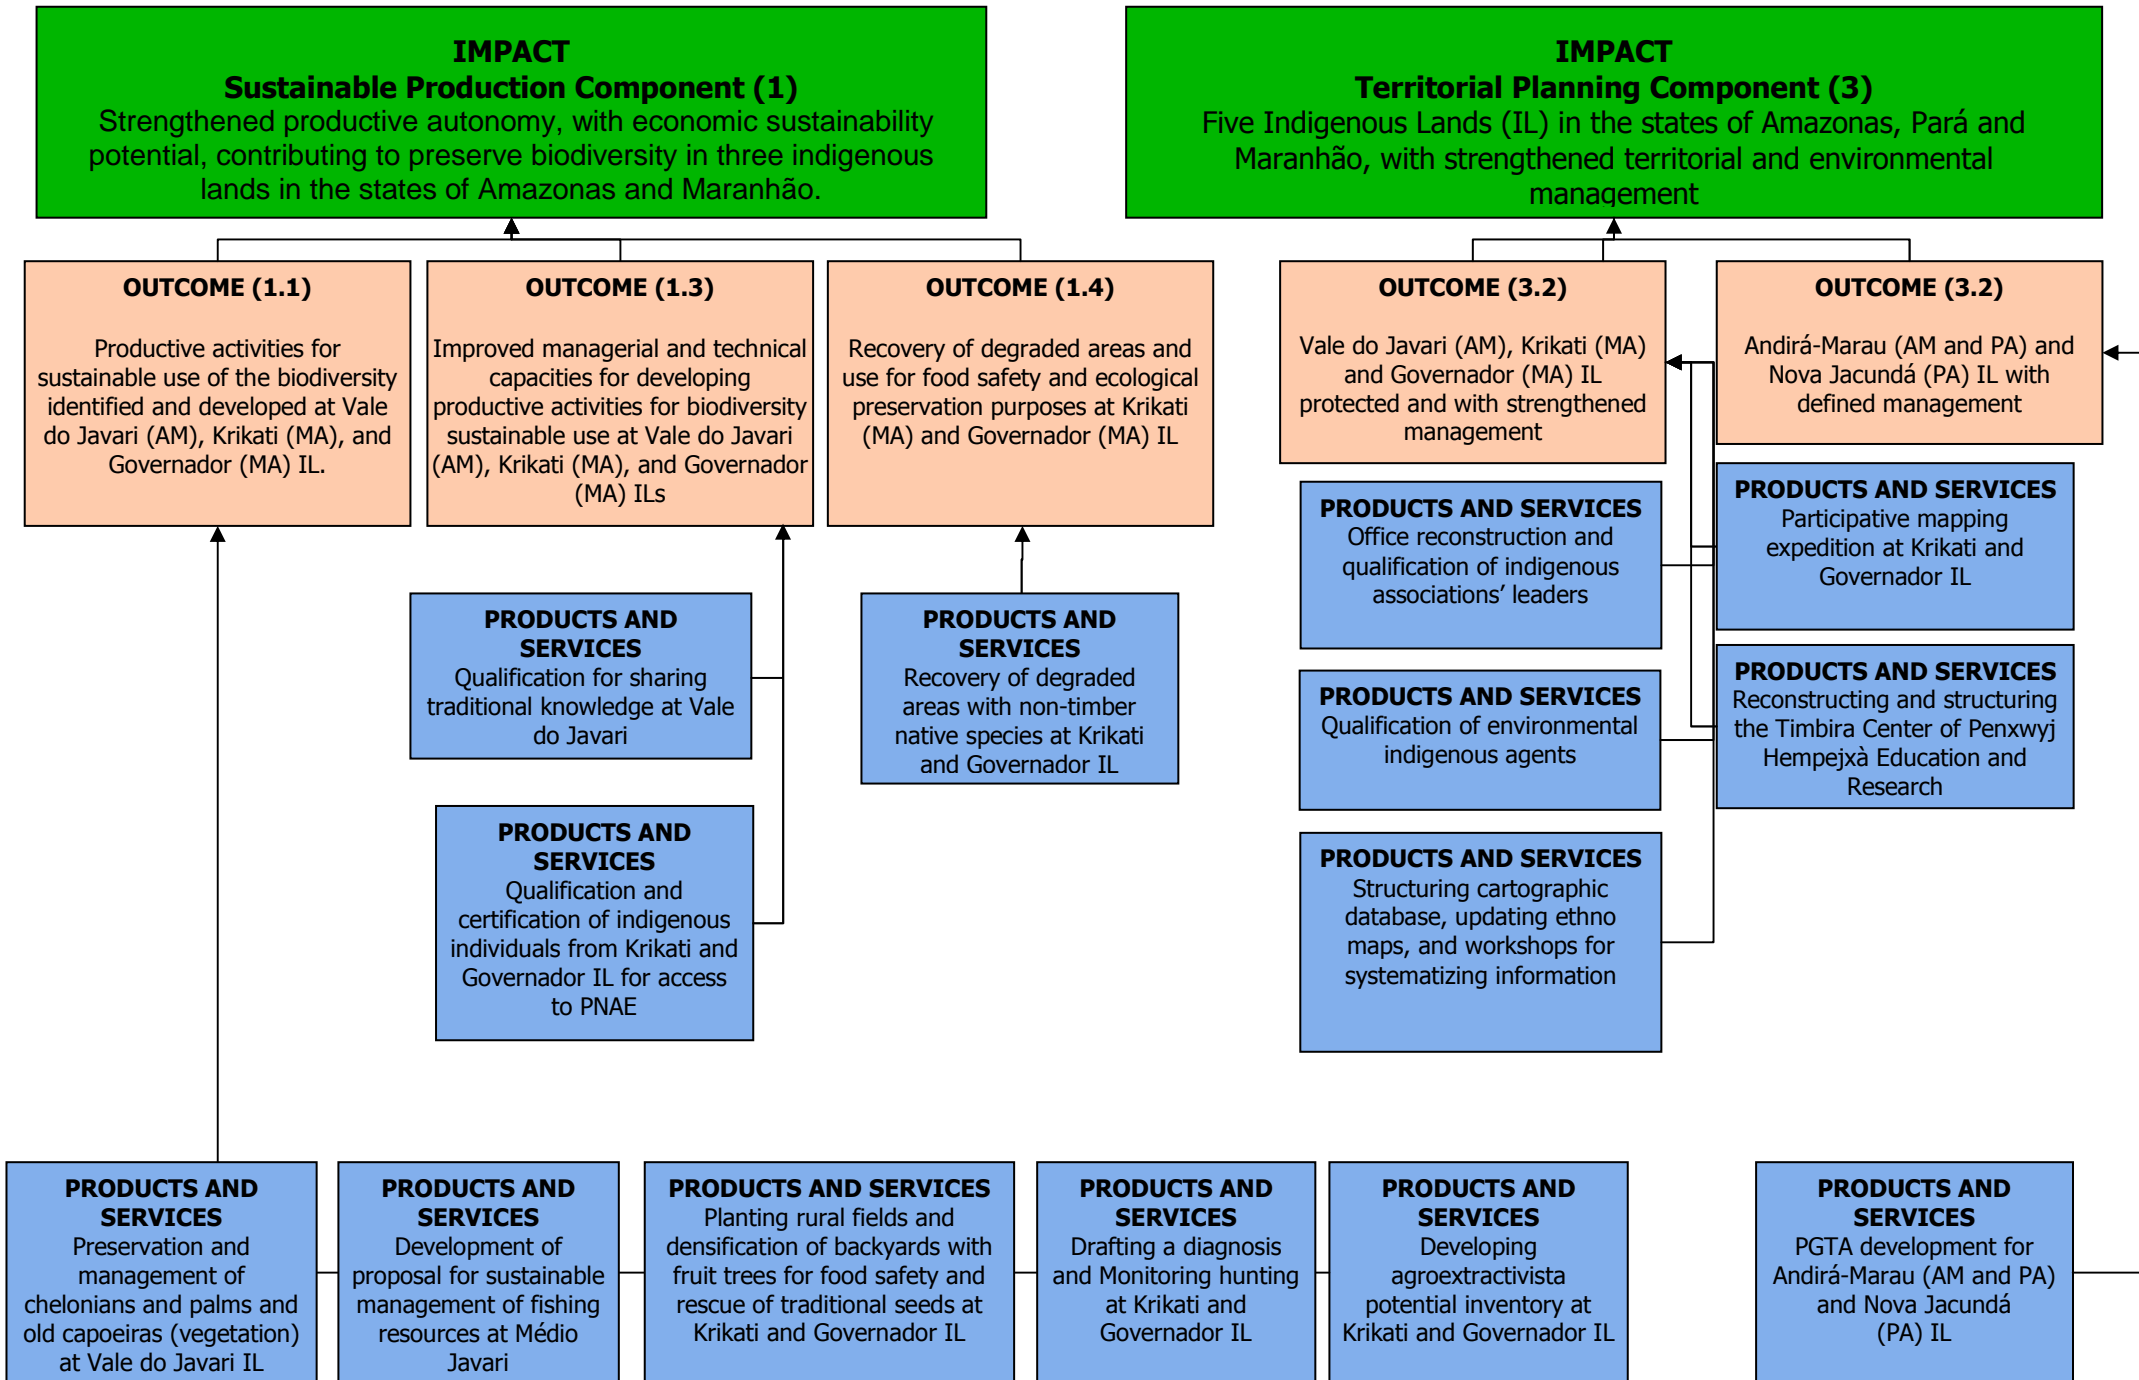 IMPACT
Sustainable Production Component (1)
Strengthened productive autonomy, with economic sustainability
potential, contributing to preserve biodiversity in three indigenous
lands in the states of Amazonas and Maranhão.
IMPACT
Territorial Planning Component (3)
Five Indigenous Lands (IL) in the states of Amazonas, Pará and
Maranhão, with strengthened territorial and environmental
management
OUTCOME (1.1)
Productive activities for
sustainable use of the biodiversity
identified and developed at Vale
do Javari (AM), Krikati (MA), and
Governador (MA) IL.
OUTCOME (1.3)
Improved managerial and technical
capacities for developing
productive activities for biodiversity
sustainable use at Vale do Javari
(AM), Krikati (MA), and Governador
(MA) ILs
OUTCOME (1.4)
Recovery of degraded areas and
use for food safety and ecological
preservation purposes at Krikati
(MA) and Governador (MA) IL
OUTCOME (3.2)
Vale do Javari (AM), Krikati (MA)
and Governador (MA) IL
protected and with strengthened
management
OUTCOME (3.2)
Andirá-Marau (AM and PA) and
Nova Jacundá (PA) IL with
defined management
PRODUCTS AND SERVICES
Office reconstruction and
qualification of indigenous
associations’ leaders
PRODUCTS AND SERVICES
Participative mapping
expedition at Krikati and
Governador IL
PRODUCTS AND
SERVICES
Qualification for sharing
traditional knowledge at Vale
do Javari
PRODUCTS AND
SERVICES
Recovery of degraded
areas with non-timber
native species at Krikati
and Governador IL
PRODUCTS AND SERVICES
Qualification of environmental
indigenous agents
PRODUCTS AND SERVICES
Reconstructing and structuring
the Timbira Center of Penxwyj
Hempejxà Education and
Research
PRODUCTS AND
SERVICES
Qualification and
certification of indigenous
individuals from Krikati and
Governador IL for access
to PNAE
PRODUCTS AND SERVICES
Structuring cartographic
database, updating ethno
maps, and workshops for
systematizing information
PRODUCTS AND
SERVICES
Preservation and
management of
chelonians and palms and
old capoeiras (vegetation)
at Vale do Javari IL
PRODUCTS AND
SERVICES
Development of
proposal for sustainable
management of fishing
resources at Médio
Javari
PRODUCTS AND SERVICES
Planting rural fields and
densification of backyards with
fruit trees for food safety and
rescue of traditional seeds at
Krikati and Governador IL
PRODUCTS AND
SERVICES
Drafting a diagnosis
and Monitoring hunting
at Krikati and
Governador IL
PRODUCTS AND
SERVICES
Developing
agroextractivista
potential inventory at
Krikati and Governador IL
PRODUCTS AND
SERVICES
PGTA development for
Andirá-Marau (AM and PA)
and Nova Jacundá
(PA) IL